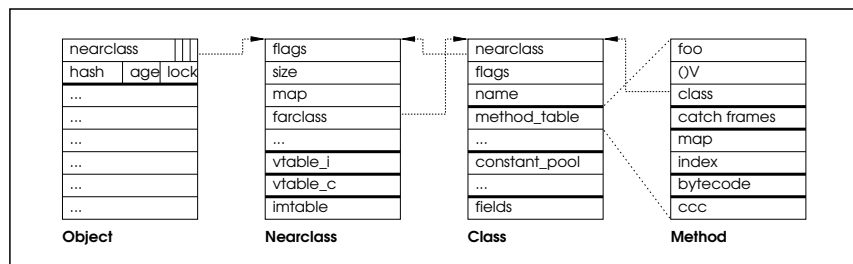 nearclass
hash age lock
...
...
...
...
...
...
Object
flags
size
map
farclass
...
vtable_i
vtable_c
imtable
Nearclass
nearclass
flags
name
method_table
...
constant_pool
...
fields
Class
foo
()V
class
catch frames
map
index
bytecode
ccc
Method